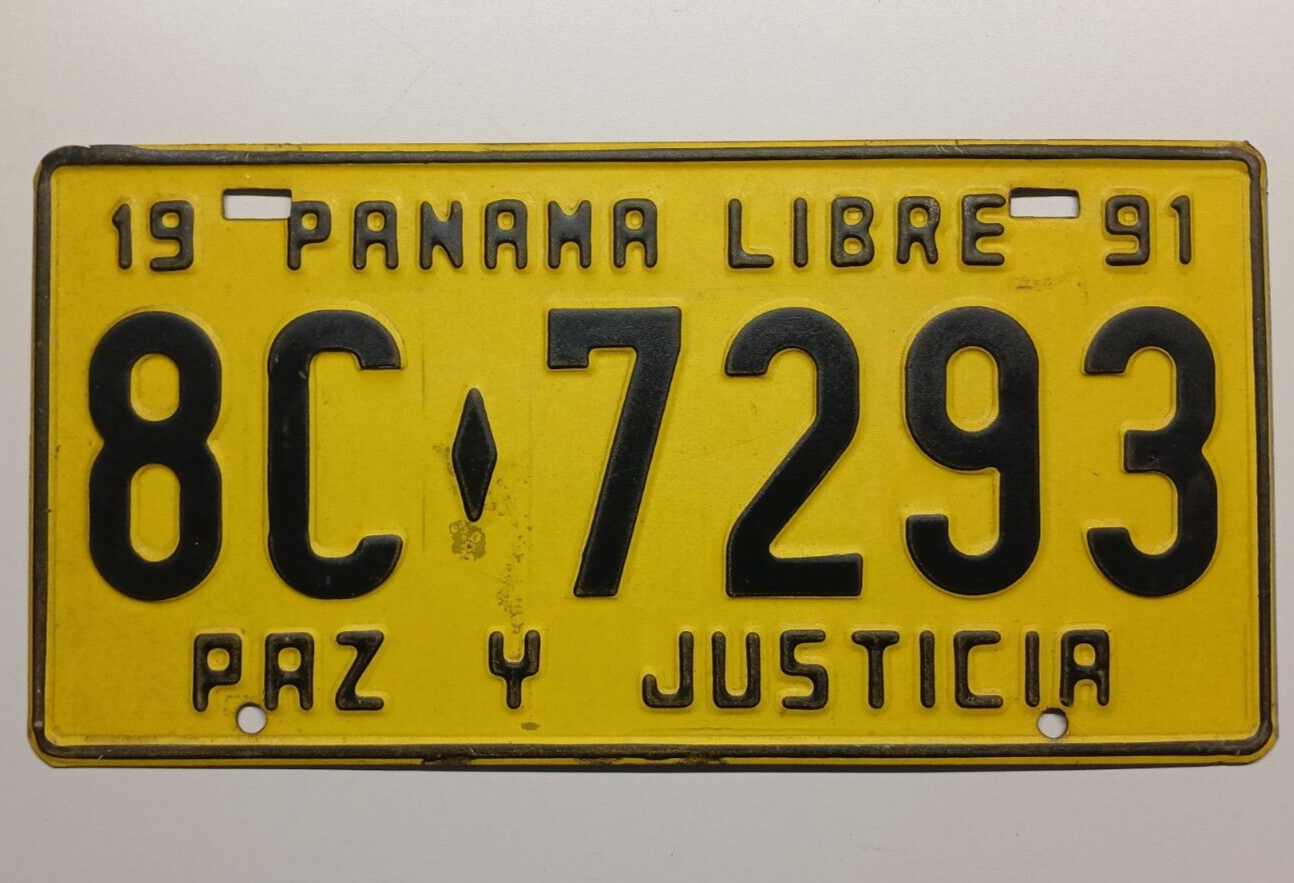 19 PANAMA LIBRE 91
8C♦7293
PAZ Y JUSTICIA